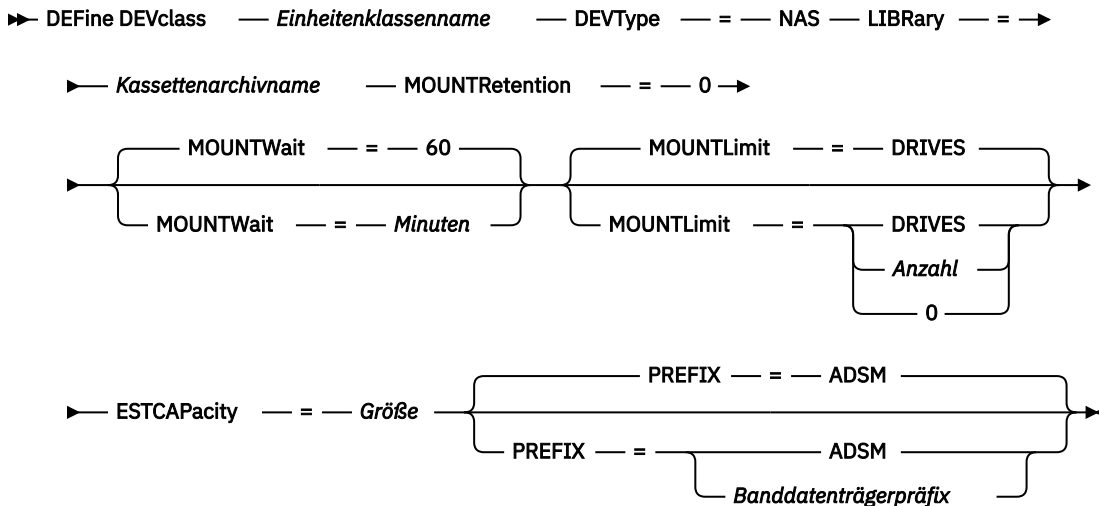 DEFine DEVclass Einheitenklassenname DEVType = NAS LIBRary =
Kassettenarchivname MOUNTRetention = 0
MOUNTWait = 60 MOUNTLimit = DRIVES
MOUNTWait = Minuten MOUNTLimit = DRIVES
Anzahl
0
PREFIX = ADSM
ESTCAPacity = Größe
PREFIX = ADSM
Banddatenträgerpräfix